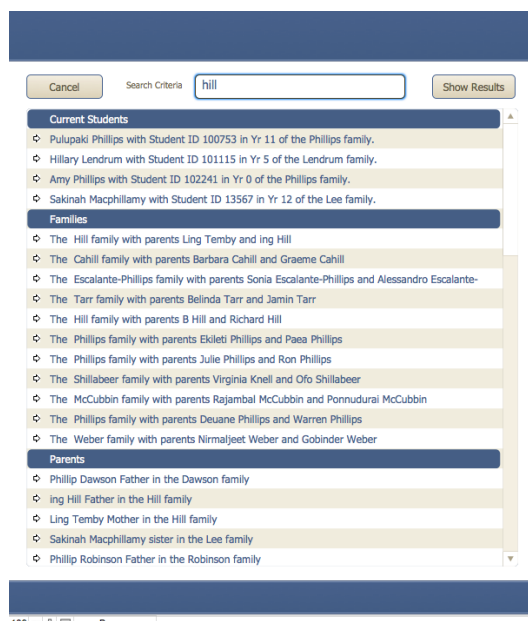 Cancel
Search Criteria
hill
Show Results
Current Students
Pulupaki Phillips with Student ID 100753 in Yr 11 of the Phillips family.
Hillary Lendrum with Student ID 101115 in Yr 5 of the Lendrum family.
Amy Phillips with Student ID 102241 in Yr 0 of the Phillips family.
Sakinah Macphillamy with Student ID 13567 in Yr 12 of the Lee family.
Families
The Hill family with parents Ling Temby and ing Hill
The Cahill family with parents Barbara Cahill and Graeme Cahill
The Escalante-Phillips family with parents Sonia Escalante-Phillips and Alessandro Escalante-
The Tarr family with parents Belinda Tarr and Jamin Tarr
The Hill family with parents B Hill and Richard Hill
The Phillips family with parents Ekileti Phillips and Paea Phillips
The Phillips family with parents Julie Phillips and Ron Phillips
The Shillabeer family with parents Virginia Knell and Ofo Shillabeer
The McCubbin family with parents Rajambal McCubbin and Ponnudurai McCubbin
The Phillips family with parents Deuane Phillips and Warren Phillips
The Weber family with parents Nirmaljeet Weber and Gobinder Weber
Parents
Phillip Dawson Father in the Dawson family
ing Hill Father in the Hill family
Ling Temby Mother in the Hill family
Sakinah Macphillamy sister in the Lee family
Phillip Robinson Father in the Robinson family